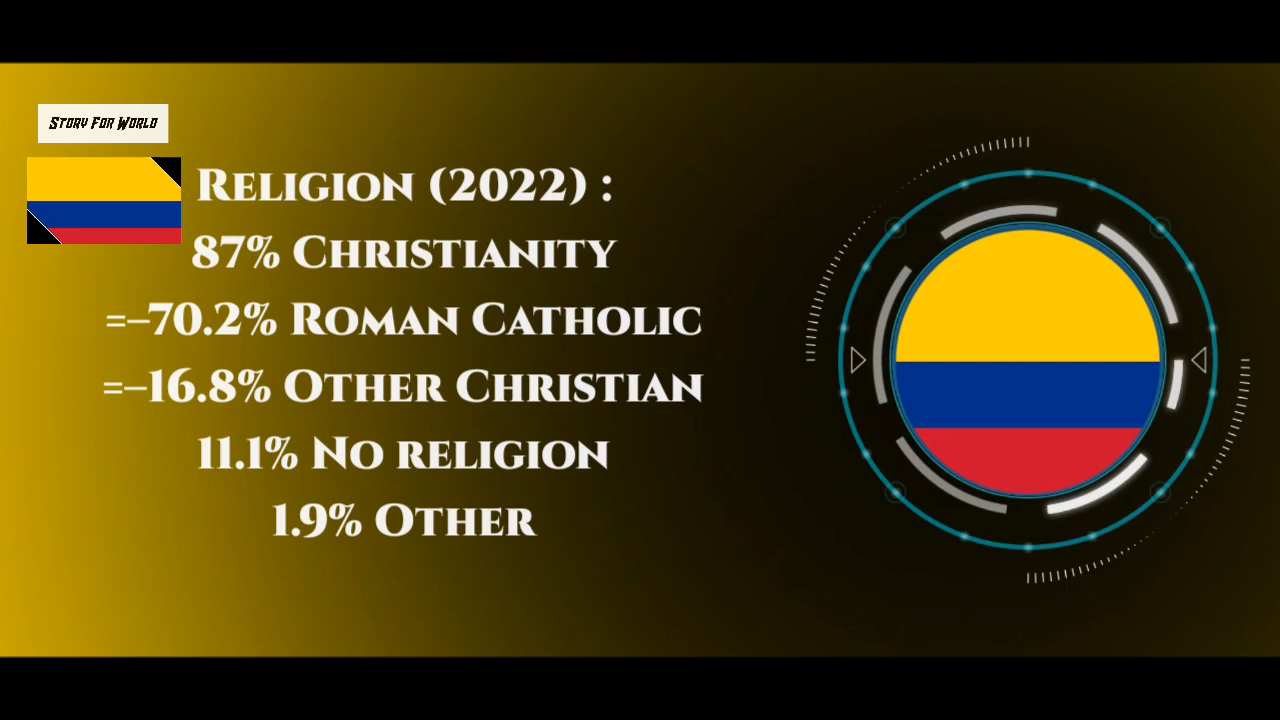 Story For World
Religion (2022) :
87% Christianity
=–70.2% Roman Catholic
=–16.8% Other Christian
11.1% No religion
1.9% Other